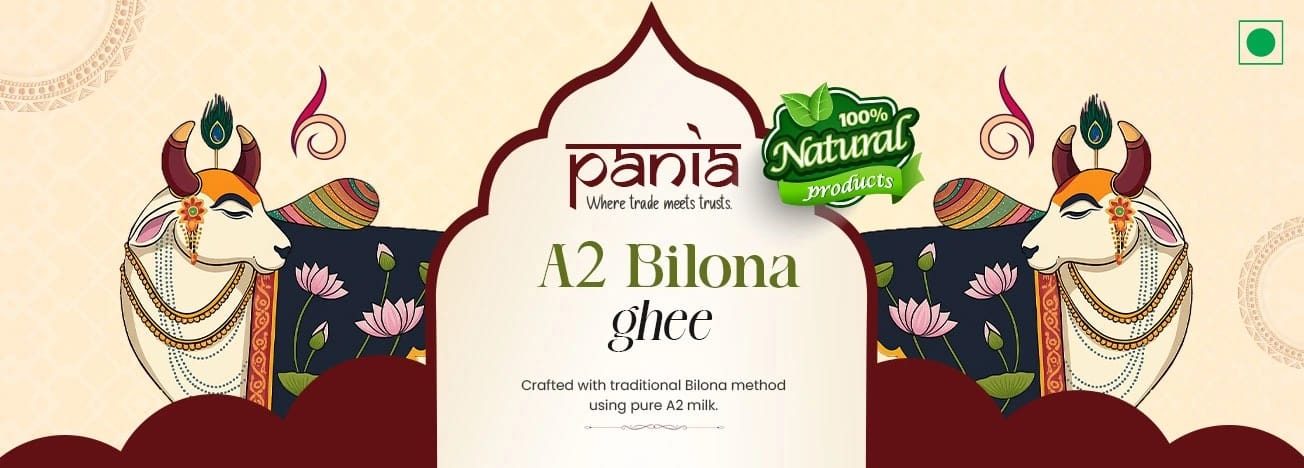 pania
Where trade meets trusts.
100%
Natural
products
A2 Bilona
ghee
Crafted with traditional Bilona method
using pure A2 milk.